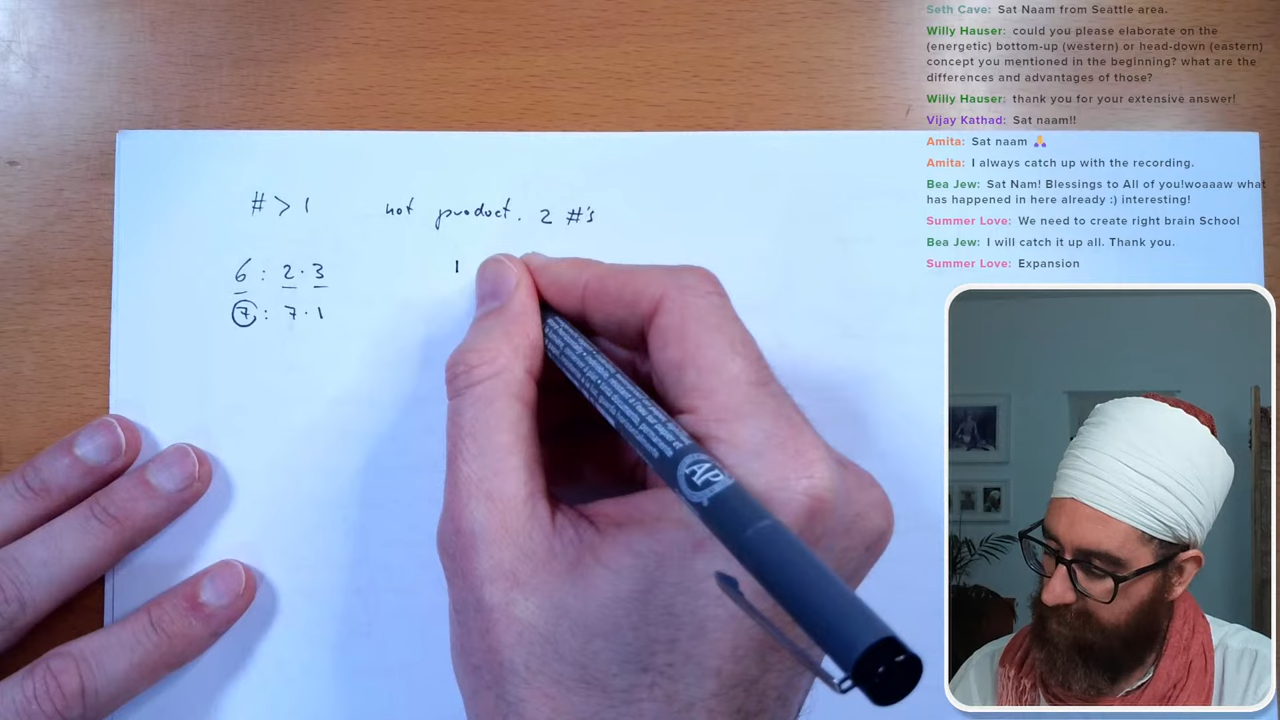 # > 1 not product. 2 #'s
6 : 2 · 3 1
7 : 7 · 1
AP
Seth Cave: Sat Naam from Seattle area.
Willy Hauser: could you please elaborate on the
(energetic) bottom-up (western) or head-down (eastern)
concept you mentioned in the beginning? what are the
differences and advantages of those?
Willy Hauser: thank you for your extensive answer!
Vijay Kathad: Sat naam!!
Amita: Sat naam 🙏
Amita: I always catch up with the recording.
Bea Jew: Sat Nam! Blessings to All of you!woaaaw what
has happened in here already :) interesting!
Summer Love: We need to create right brain School
Bea Jew: I will catch it up all. Thank you.
Summer Love: Expansion